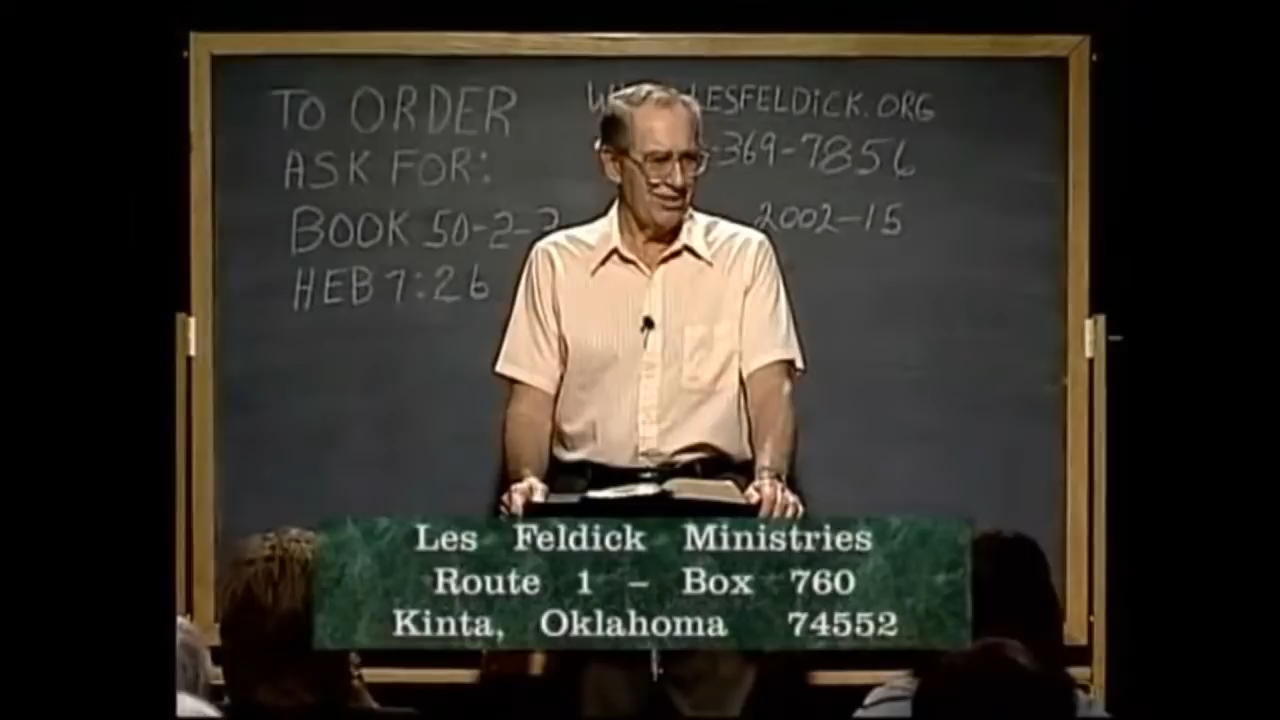 TO ORDER
ASK FOR:
BOOK 50-2-
HEB 7:26
LESFELDICK.ORG
-369-7856
2002-15
Les Feldick Ministries
Route 1 – Box 760
Kinta, Oklahoma 74552